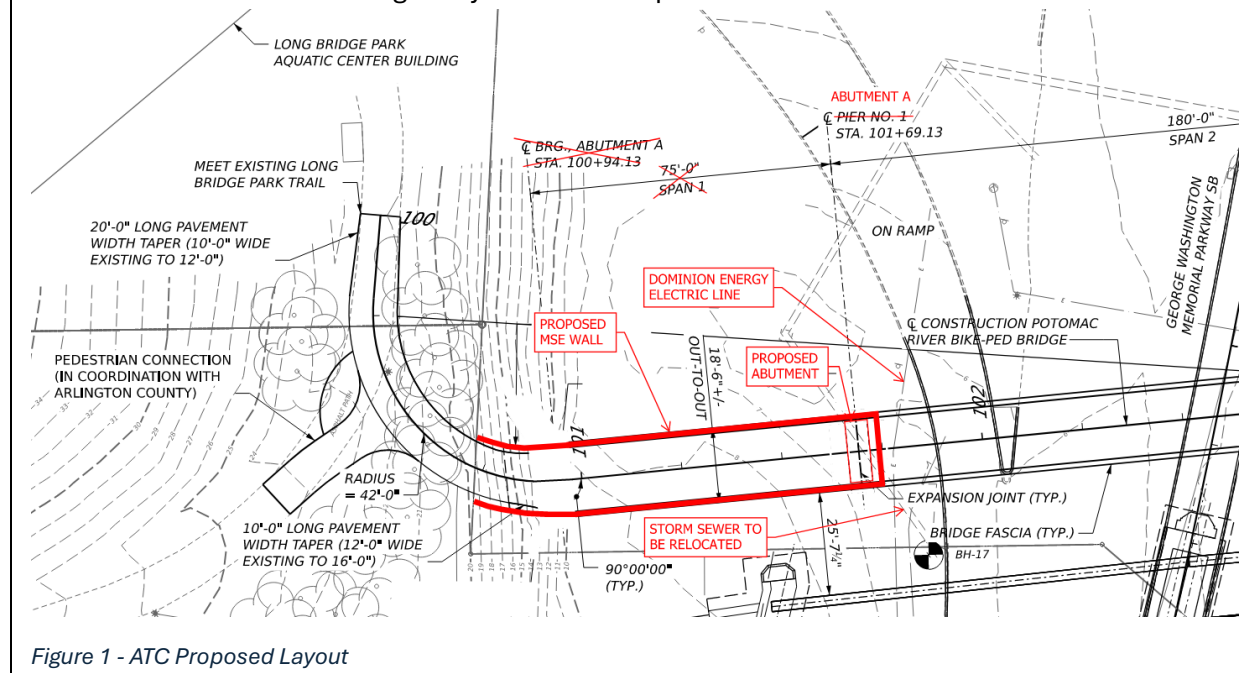 LONG BRIDGE PARK
AQUATIC CENTER BUILDING
ABUTMENT A
℄ PIER NO. 1
STA. 101+69.13
180'-0"
SPAN 2
℄ BRG., ABUTMENT A
STA. 100+94.13
75'-0"
SPAN 1
MEET EXISTING LONG
BRIDGE PARK TRAIL
100
20'-0" LONG PAVEMENT
WIDTH TAPER (10'-0" WIDE
EXISTING TO 12'-0")
ON RAMP
GEORGE WASHINGTON
MEMORIAL PARKWAY SB
DOMINION ENERGY
ELECTRIC LINE
PROPOSED
MSE WALL
℄ CONSTRUCTION POTOMAC
RIVER BIKE-PED BRIDGE
18'-6"+/-
OUT-TO-OUT
PROPOSED
ABUTMENT
PEDESTRIAN CONNECTION
(IN COORDINATION WITH
ARLINGTON COUNTY)
ASPHALT PATH
101
102
RADIUS
= 42'-0"
EXPANSION JOINT (TYP.)
10'-0" LONG PAVEMENT
WIDTH TAPER (12'-0" WIDE
EXISTING TO 16'-0")
STORM SEWER TO
BE RELOCATED
25'-7¼"
BRIDGE FASCIA (TYP.)
BH-17
90°00'00"
(TYP.)
Figure 1 - ATC Proposed Layout